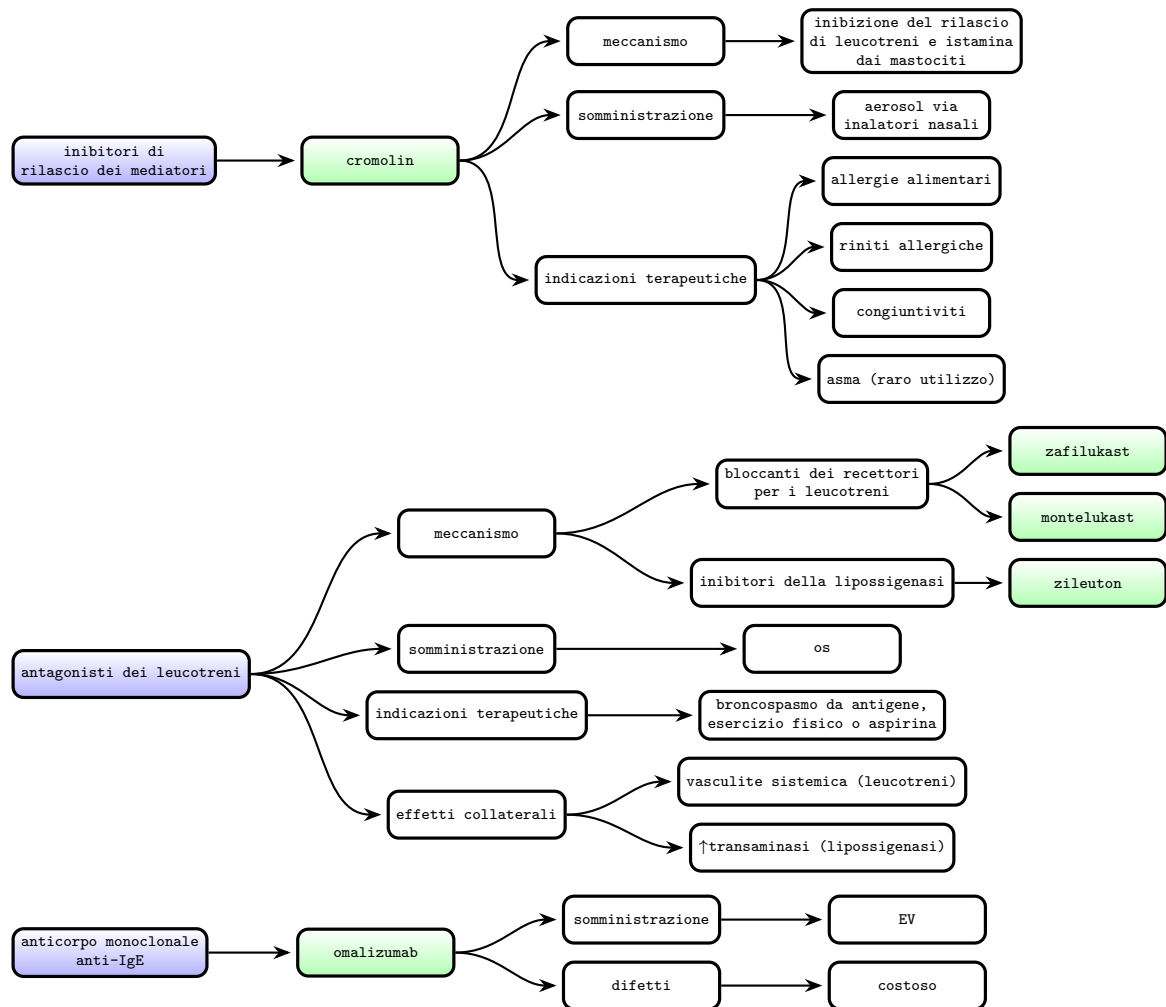 inibitori di
rilascio dei mediatori
cromolin
meccanismo
inibizione del rilascio
di leucotreni e istamina
dai mastociti
somministrazione
aerosol via
inalatori nasali
indicazioni terapeutiche
allergie alimentari
riniti allergiche
congiuntiviti
asma (raro utilizzo)
antagonisti dei leucotreni
meccanismo
bloccanti dei recettori
per i leucotreni
zafilukast
montelukast
inibitori della lipossigenasi
zileuton
somministrazione
os
indicazioni terapeutiche
broncospasmo da antigene,
esercizio fisico o aspirina
effetti collaterali
vasculite sistemica (leucotreni)
↑transaminasi (lipossigenasi)
anticorpo monoclonale
anti-IgE
omalizumab
somministrazione
EV
difetti
costoso